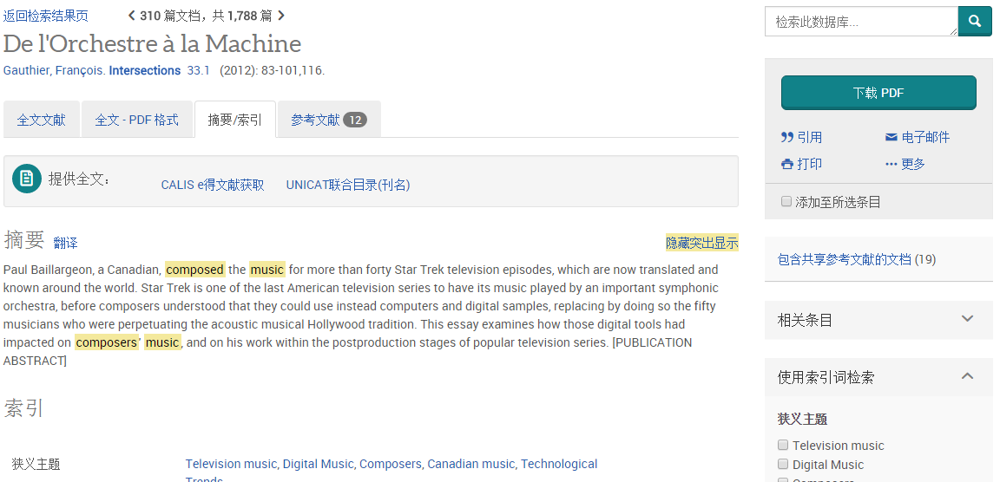 返回检索结果页 310 篇文档，共 1,788 篇
De l'Orchestre à la Machine
Gauthier, François. Intersections 33.1 (2012): 83-101,116.
全文文献 全文 - PDF 格式 摘要/索引 参考文献 12
提供全文： CALIS e得文献获取 UNICAT联合目录(刊名)
摘要 翻译 隐藏突出显示
Paul Baillargeon, a Canadian, composed the music for more than forty Star Trek television episodes, which are now translated and
known around the world. Star Trek is one of the last American television series to have its music played by an important symphonic
orchestra, before composers understood that they could use instead computers and digital samples, replacing by doing so the fifty
musicians who were perpetuating the acoustic musical Hollywood tradition. This essay examines how those digital tools had
impacted on composers' music, and on his work within the postproduction stages of popular television series. [PUBLICATION
ABSTRACT]
索引
狭义主题 Television music, Digital Music, Composers, Canadian music, Technological
Trends
检索此数据库...
下载 PDF
引用 电子邮件
打印 更多
添加至所选条目
包含共享参考文献的文档 (19)
相关条目
使用索引词检索
狭义主题
Television music
Digital Music
Composers